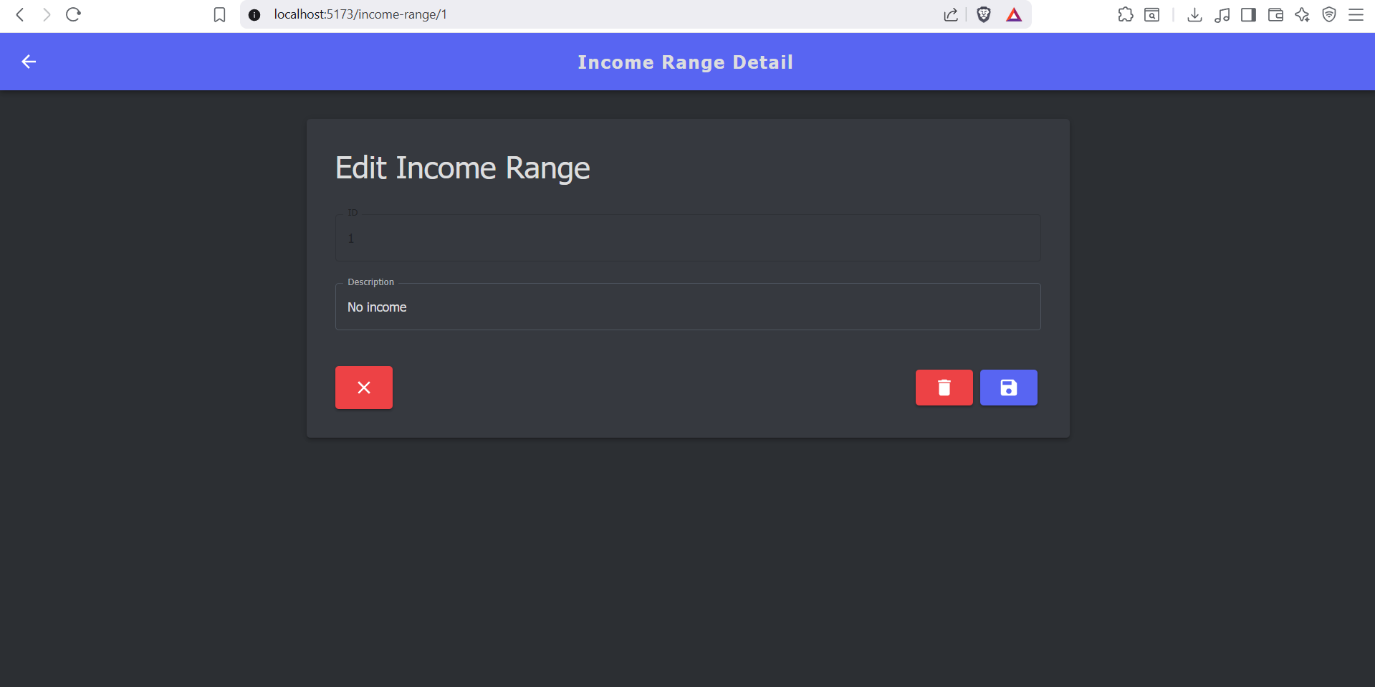 localhost:5173/income-range/1
Income Range Detail
Edit Income Range
ID
1
Description
No income